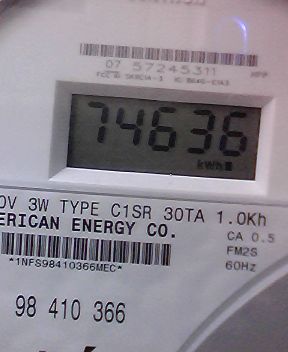 07 57245311
74636
kWh
0V 3W TYPE C1SR 30TA 1.0Kh
ERICAN ENERGY CO.
CA 0.5
FM2S
60Hz
*1NFS98410366MEC*
98 410 366